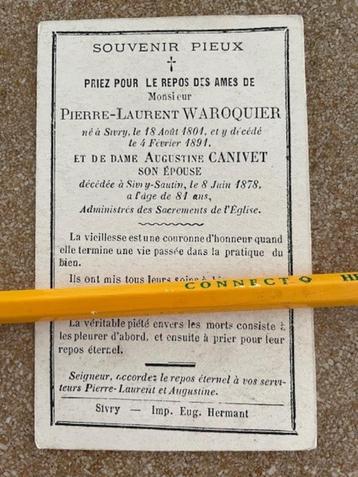 SOUVENIR PIEUX
PRIEZ POUR LE REPOS DES AMES DE
Monsieur
PIERRE-LAURENT WAROQUIER
né à Sivry, le 18 Août 1801, et y décédé
le 4 Février 1891.
ET DE DAME AUGUSTINE CANIVET
SON ÉPOUSE
décédée à Sivry-Sautin, le 8 Juin 1878,
à l'âge de 81 ans,
Administrés des Sacrements de l'Église.
La vieillesse est une couronne d'honneur quand
elle termine une vie passée dans la pratique du
bien.
Ils ont mis tous leurs soins à
CONNECT HB
La véritable piété envers les morts consiste à
les pleurer d'abord, et ensuite à prier pour leur
repos éternel.
Seigneur, accordez le repos éternel à vos servi-
teurs Pierre-Laurent et Augustine.
Sivry — Imp. Eug. Hermant